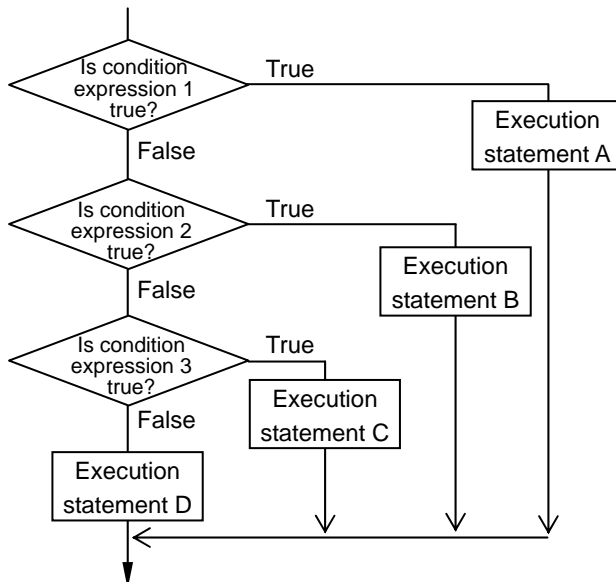 Is condition
expression 1
true?
True
Execution
statement A
False
Is condition
expression 2
true?
True
Execution
statement B
False
Is condition
expression 3
true?
True
Execution
statement C
False
Execution
statement D